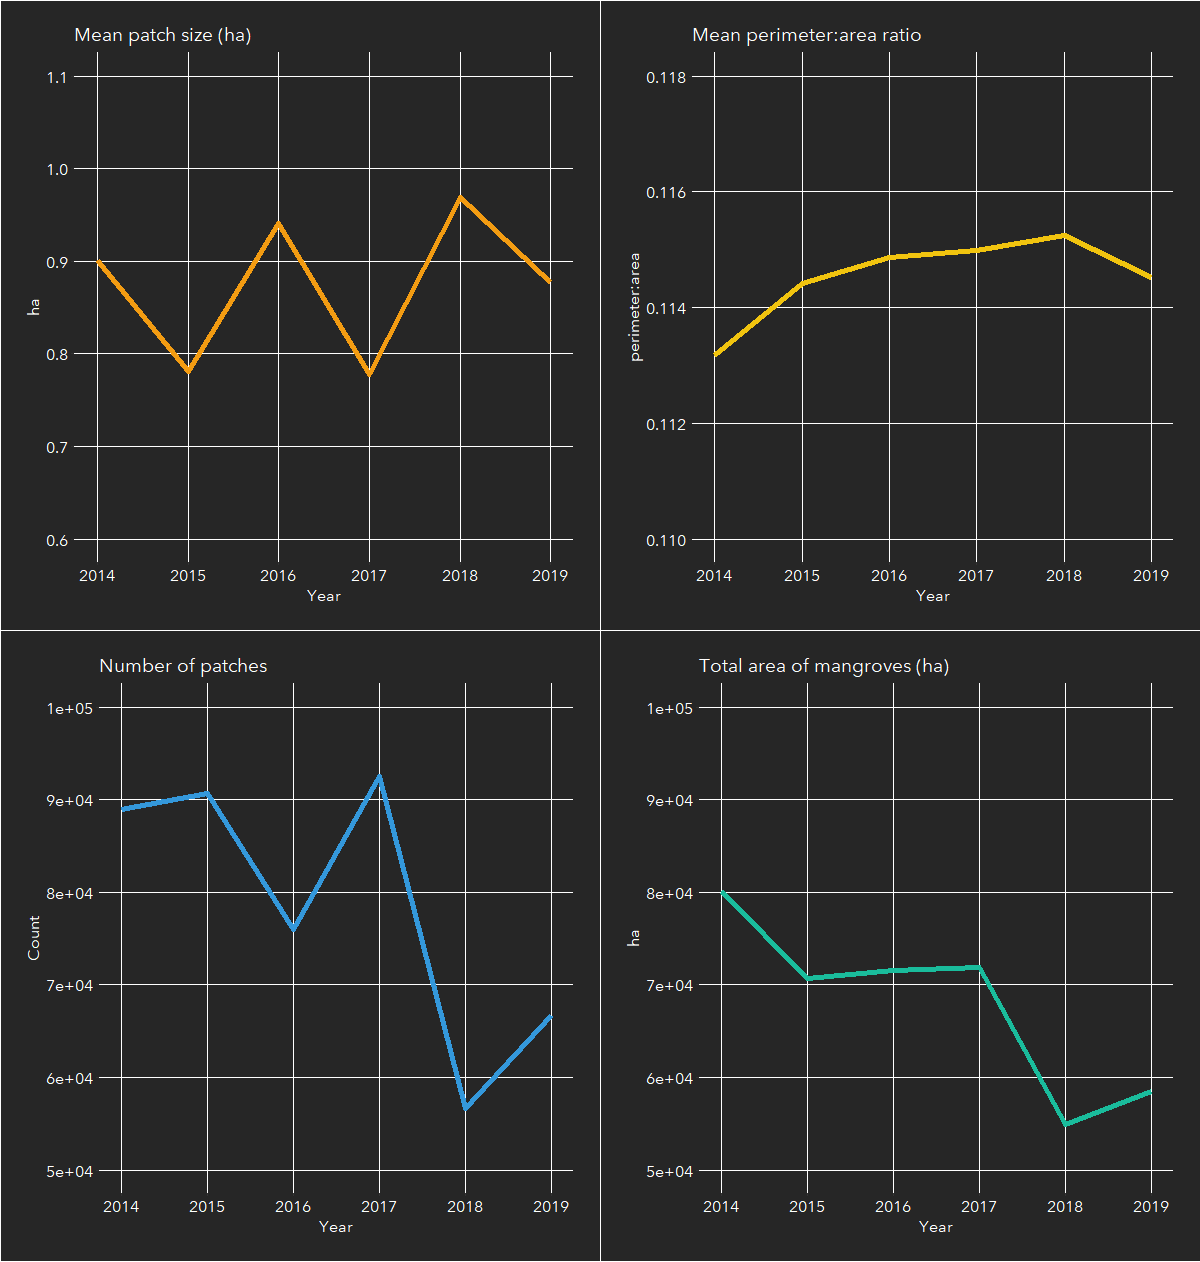 Mean patch size (ha)
1.1
1.0
0.9
0.8
0.7
0.6
ha
2014 2015 2016 2017 2018 2019
Year
Mean perimeter:area ratio
0.118
0.116
0.114
0.112
0.110
perimeter:area
2014 2015 2016 2017 2018 2019
Year
Number of patches
1e+05
9e+04
8e+04
7e+04
6e+04
5e+04
Count
2014 2015 2016 2017 2018 2019
Year
Total area of mangroves (ha)
1e+05
9e+04
8e+04
7e+04
6e+04
5e+04
ha
2014 2015 2016 2017 2018 2019
Year